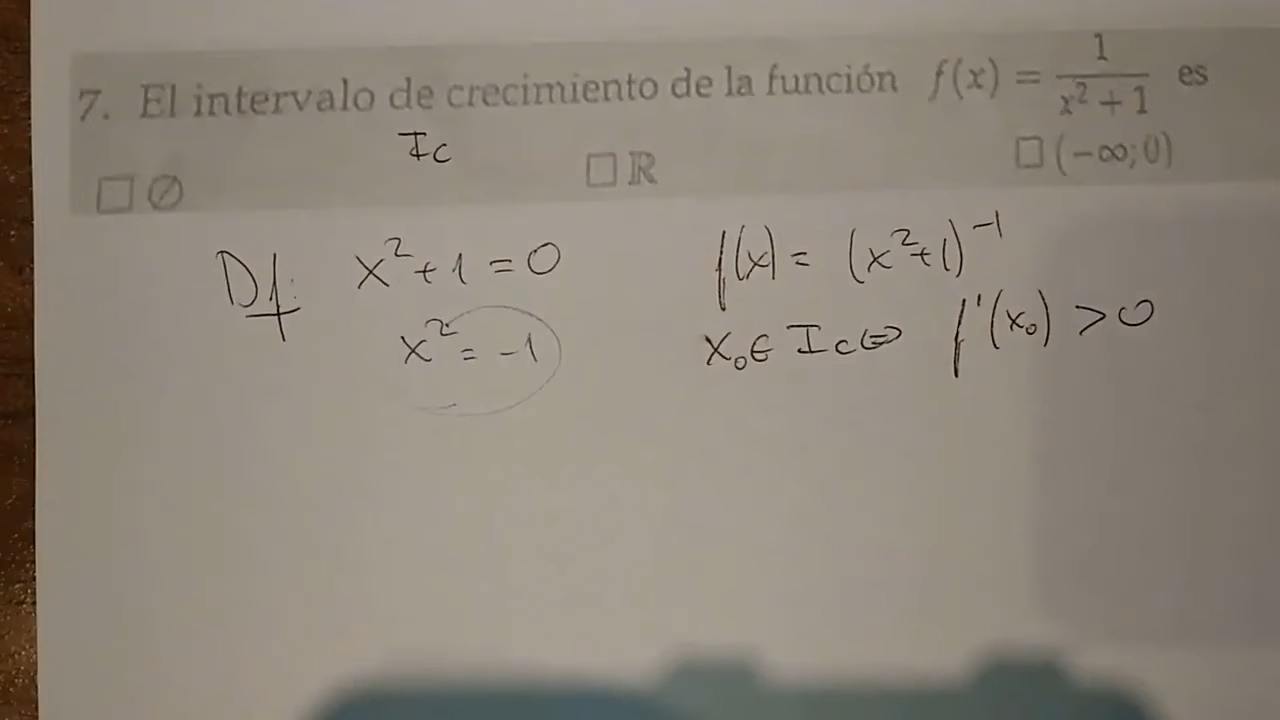 7. El intervalo de crecimiento de la función f(x) = 1/(x² + 1) es
Ic
□ ∅ □ ℝ □ (−∞; 0)
Df: x² + 1 = 0
x² = −1
f(x) = (x² + 1)⁻¹
x₀ ∈ Ic ⇔ f'(x₀) > 0